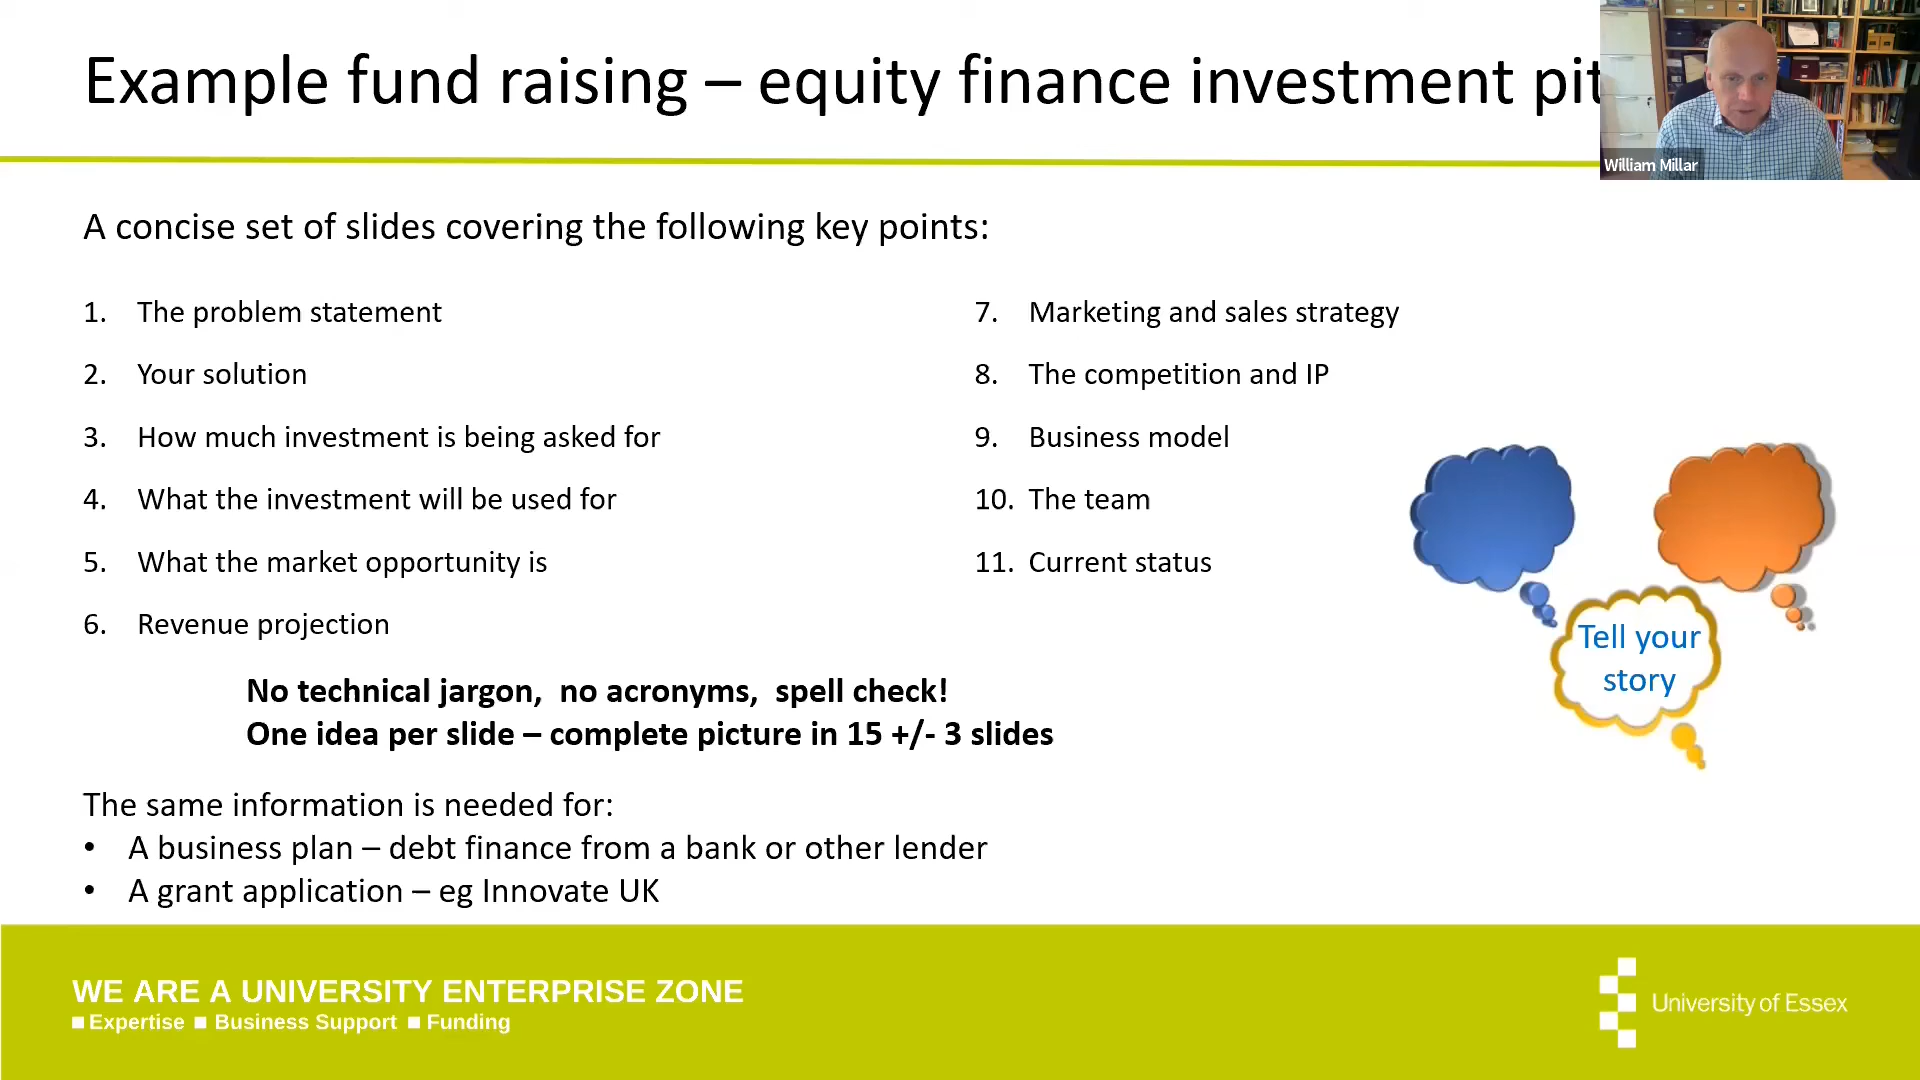 Example fund raising – equity finance investment pit
William Millar
A concise set of slides covering the following key points:
1. The problem statement
2. Your solution
3. How much investment is being asked for
4. What the investment will be used for
5. What the market opportunity is
6. Revenue projection
7. Marketing and sales strategy
8. The competition and IP
9. Business model
10. The team
11. Current status
Tell your
story
No technical jargon, no acronyms, spell check!
One idea per slide – complete picture in 15 +/- 3 slides
The same information is needed for:
• A business plan – debt finance from a bank or other lender
• A grant application – eg Innovate UK
WE ARE A UNIVERSITY ENTERPRISE ZONE
■ Expertise ■ Business Support ■ Funding
University of Essex